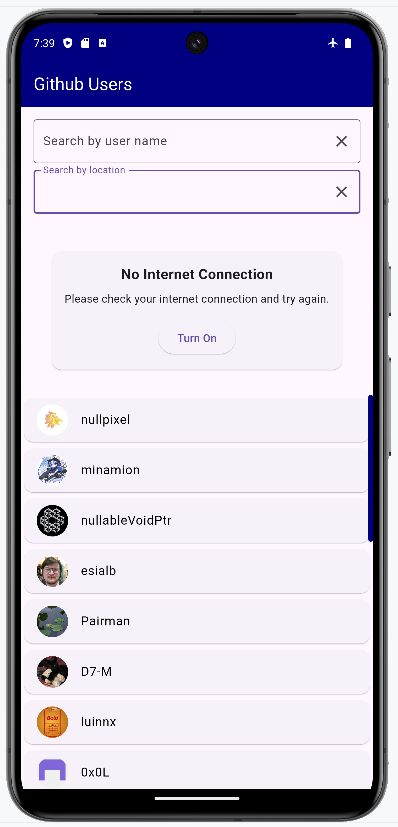 7:39
Github Users
Search by user name
Search by location
No Internet Connection
Please check your internet connection and try again.
Turn On
nullpixel
minamion
nullableVoidPtr
esialb
Pairman
D7-M
luinnx
0x0L